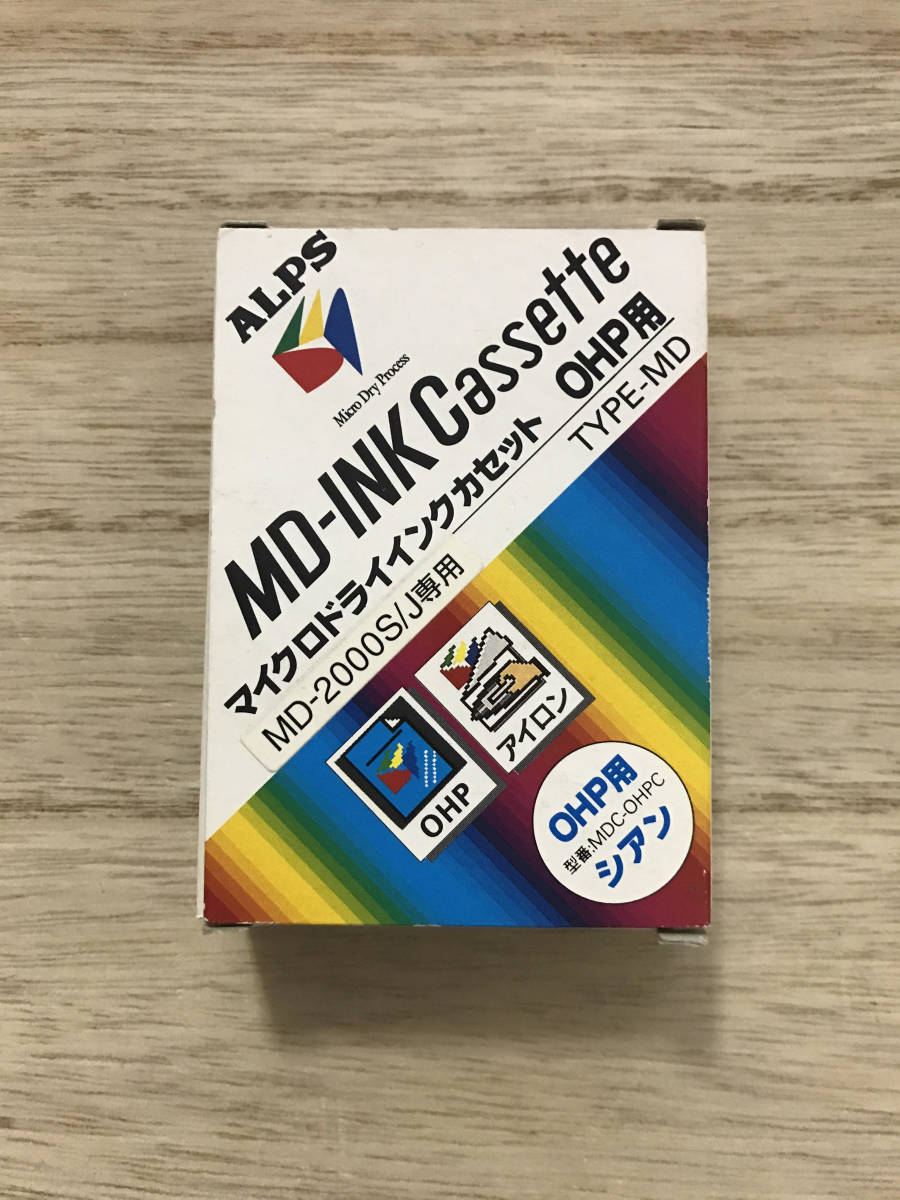 ALPS
Micro Dry Process
MD-INK Cassette
マイクロドライインクカセット OHP用
TYPE-MD
MD-2000S/J専用
OHP
アイロン
OHP用
型番:MDC-OHPC
シアン